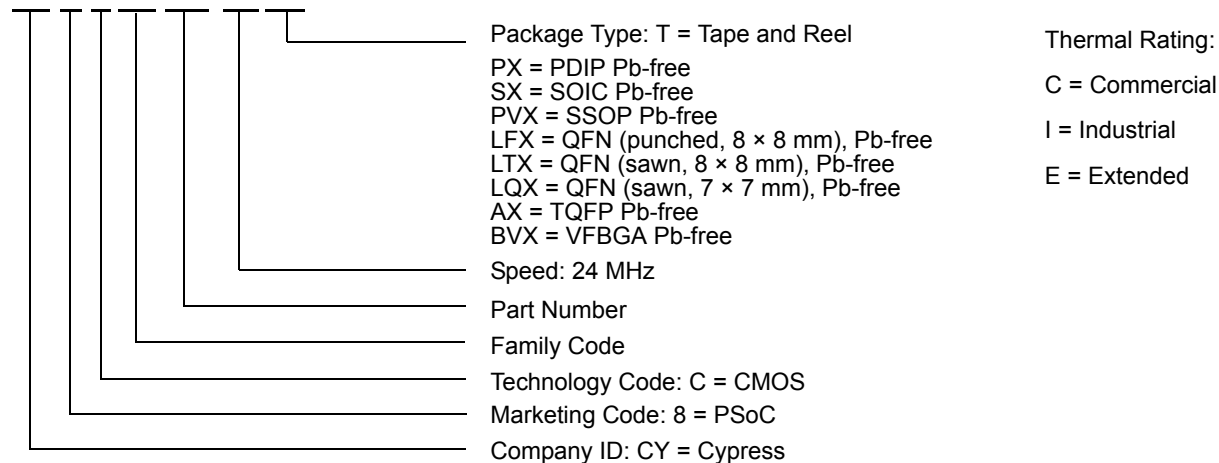 Package Type: T = Tape and Reel
PX = PDIP Pb-free
SX = SOIC Pb-free
PVX = SSOP Pb-free
LFX = QFN (punched, 8 × 8 mm), Pb-free
LTX = QFN (sawn, 8 × 8 mm), Pb-free
LQX = QFN (sawn, 7 × 7 mm), Pb-free
AX = TQFP Pb-free
BVX = VFBGA Pb-free
Speed: 24 MHz
Part Number
Family Code
Technology Code: C = CMOS
Marketing Code: 8 = PSoC
Company ID: CY = Cypress
Thermal Rating:
C = Commercial
I = Industrial
E = Extended